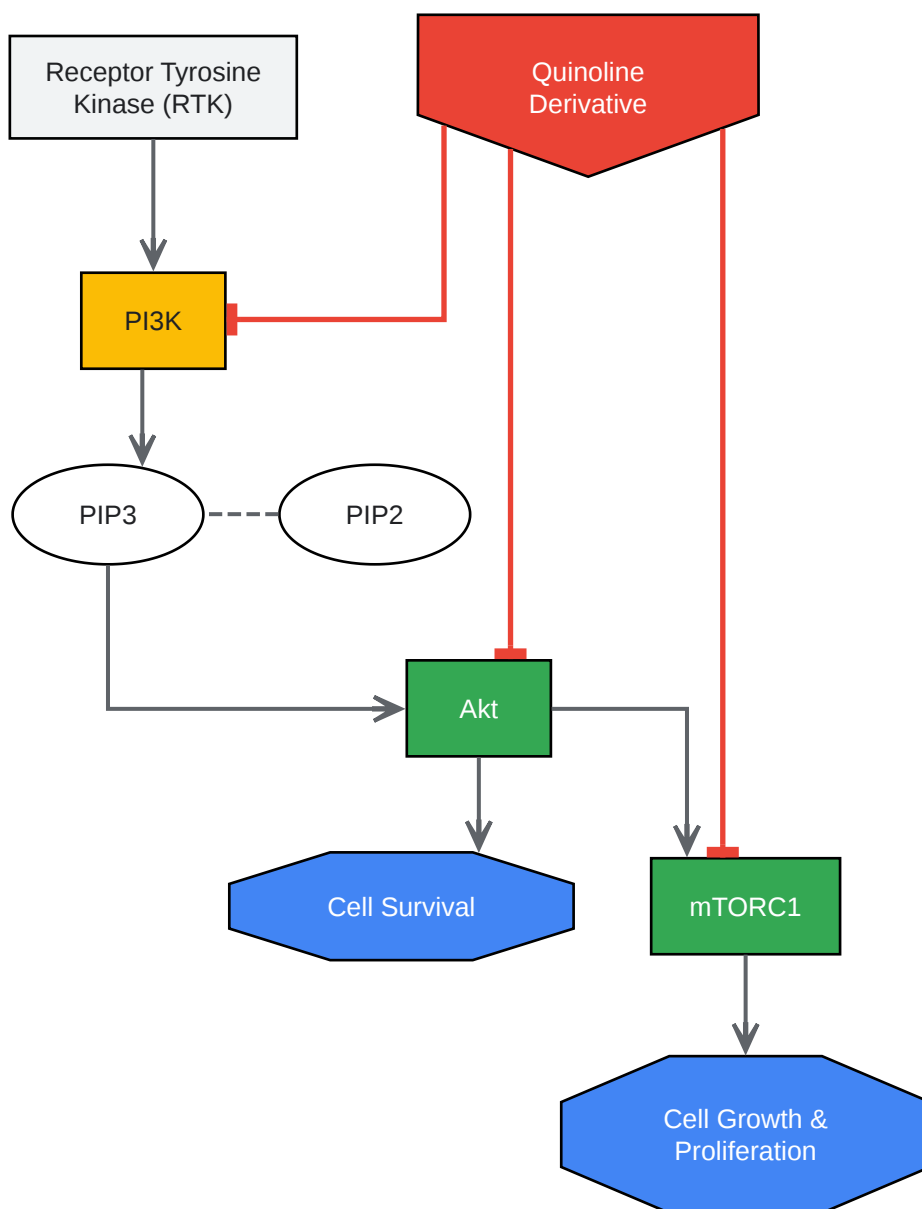 Receptor Tyrosine
Kinase (RTK)
Quinoline
Derivative
PI3K
PIP3
PIP2
Akt
Cell Survival
mTORC1
Cell Growth &
Proliferation